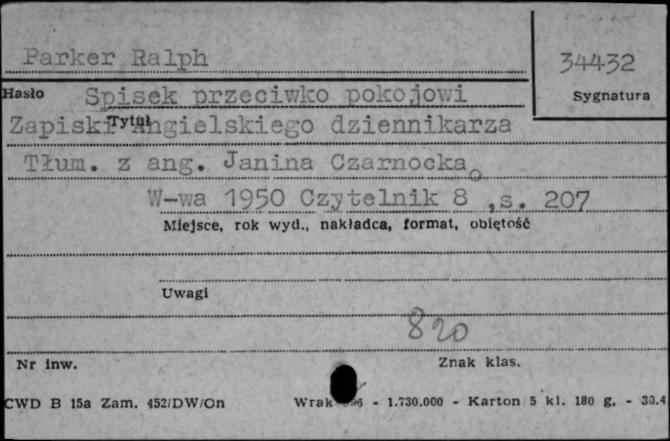 Parker Ralph
34432
Hasło Spisek przeciwko pokojowi
Sygnatura
Tytuł
Zapiski Angielskiego dziennikarza
Tłum. z ang. Janina Czarnocka
W-wa 1950 Czytelnik 8°, s. 207
Miejsce, rok wyd., nakładca, format, objętość
Uwagi
820
Nr inw. Znak klas.
CWD B 15a Zam. 452/DW/On Wrak - 1.730.000 - Karton 5 kl. 180 g. - 30.4